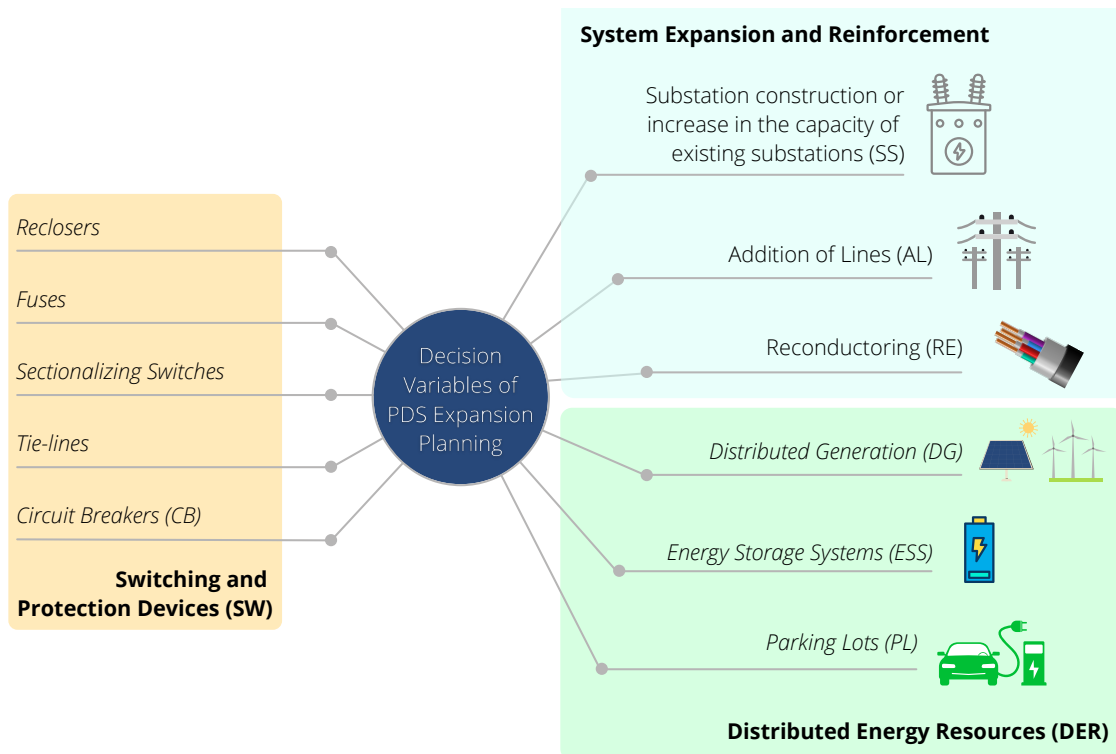 System Expansion and Reinforcement
Substation construction or
increase in the capacity of
existing substations (SS)
Addition of Lines (AL)
Reconductoring (RE)
Reclosers
Fuses
Sectionalizing Switches
Tie-lines
Circuit Breakers (CB)
Switching and
Protection Devices (SW)
Decision
Variables of
PDS Expansion
Planning
Distributed Generation (DG)
Energy Storage Systems (ESS)
Parking Lots (PL)
Distributed Energy Resources (DER)